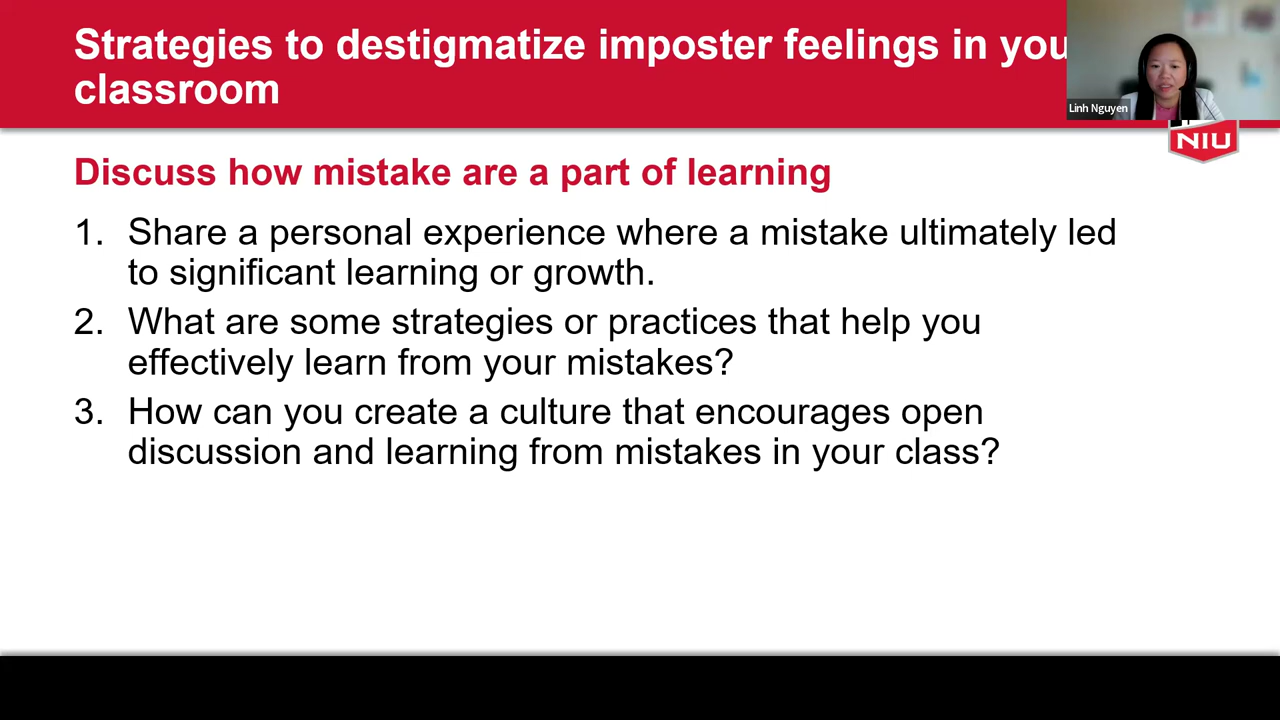 Strategies to destigmatize imposter feelings in you
classroom
Linh Nguyen
NIU
Discuss how mistake are a part of learning
1. Share a personal experience where a mistake ultimately led
to significant learning or growth.
2. What are some strategies or practices that help you
effectively learn from your mistakes?
3. How can you create a culture that encourages open
discussion and learning from mistakes in your class?